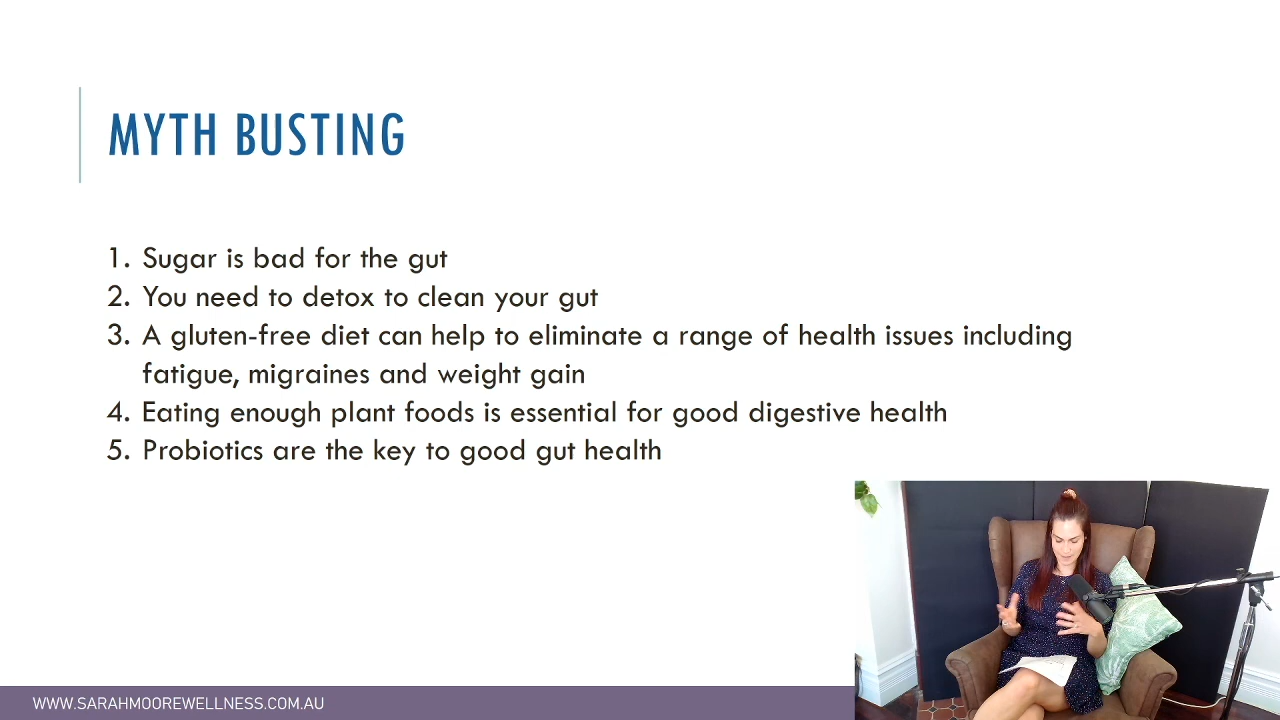 MYTH BUSTING
1. Sugar is bad for the gut
2. You need to detox to clean your gut
3. A gluten-free diet can help to eliminate a range of health issues including
fatigue, migraines and weight gain
4. Eating enough plant foods is essential for good digestive health
5. Probiotics are the key to good gut health
WWW.SARAHMOOREWELLNESS.COM.AU